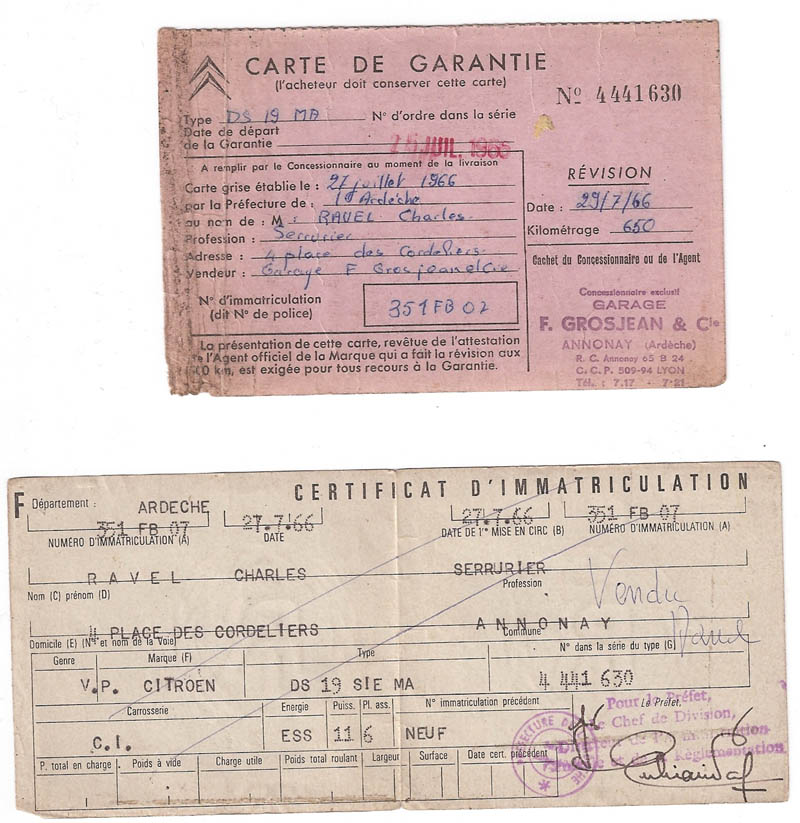 CARTE DE GARANTIE
(l'acheteur doit conserver cette carte)
Nº 4441630
Type DS 19 MA N° d'ordre dans la série
Date de départ
de la Garantie 25 JUIL. 1966
A remplir par le Concessionnaire au moment de la livraison
Carte grise établie le : 27 juillet 1966
par la Préfecture de : l'Ardèche
au nom de : M : RAVEL Charles
Profession : Serrurier
Adresse : 4 place des Cordeliers
Vendeur : Garage F Grosjean & Cie
N° d'immatriculation
(dit N° de police)
351 FB 07
La présentation de cette carte, revêtue de l'attestation
de l'Agent officiel de la Marque qui a fait la révision aux
km, est exigée pour tous recours à la Garantie.
RÉVISION
Date : 29/7/66
Kilométrage 650
Cachet du Concessionnaire ou de l'Agent
Concessionnaire exclusif
GARAGE
F. GROSJEAN & Cie
ANNONAY (Ardèche)
R. C. Annonay 65 B 24
C. C. P. 509-94 LYON
Tél. : 7.17 - 7-21
F
CERTIFICAT D'IMMATRICULATION
Département : ARDECHE
351 FB 07 27.7.66 27.7.66 351 FB 07
NUMÉRO D'IMMATRICULATION (A) DATE DATE DE 1re MISE EN CIRC (B) NUMÉRO D'IMMATRICULATION (A)
RAVEL CHARLES SERRURIER
Nom (C) prénom (D) Profession
Vendu
4 PLACE DES CORDELIERS ANNONAY
Domicile (E) (N° et nom de la Voie) Commune
Genre Marque (F) Type N° dans la série du type (G)
V.P. CITROEN DS 19 SIE MA 4 441 630
Carrosserie Energie Puiss. Pl. ass. N° immatriculation précédent Le Préfet,
C.I. ESS 11 6 NEUF
Pour le Préfet,
Chef de Division,
et de la Réglementation
P. total en charge Poids à vide Charge utile Poids total roulant Largeur Surface Date cert. précédent